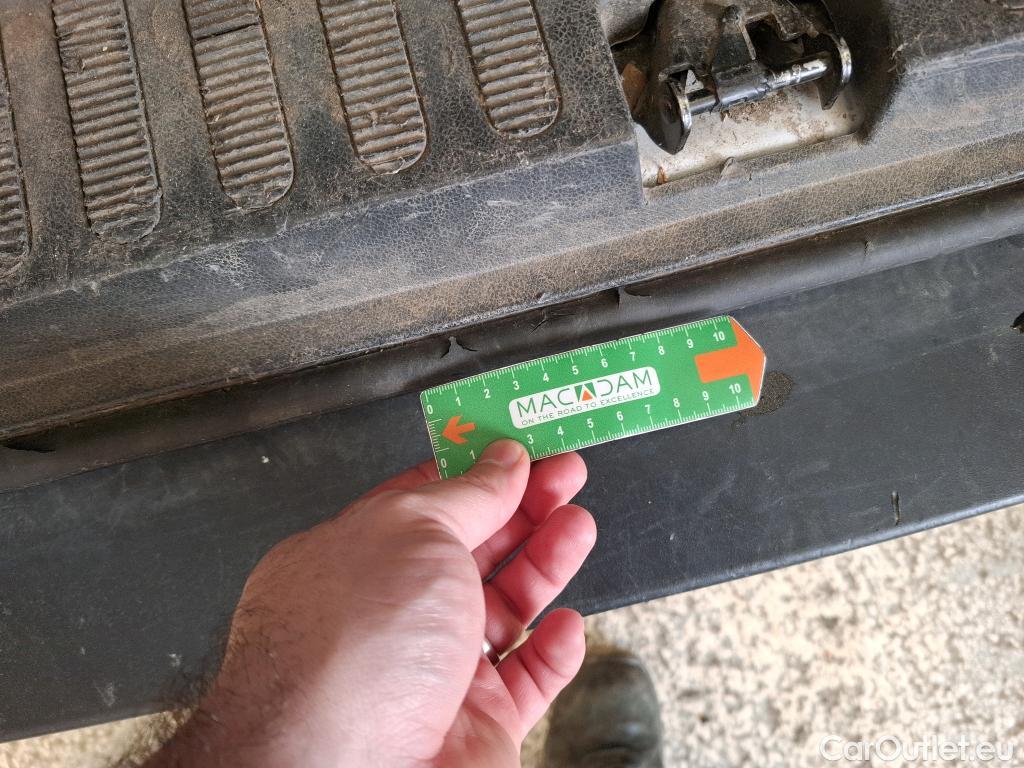 0 1 2 3 4 5 6 7 8 9 10
MACADAM
ON THE ROAD TO EXCELLENCE
0 1 3 4 5 6 7 8 9 10
CarOutlet.eu